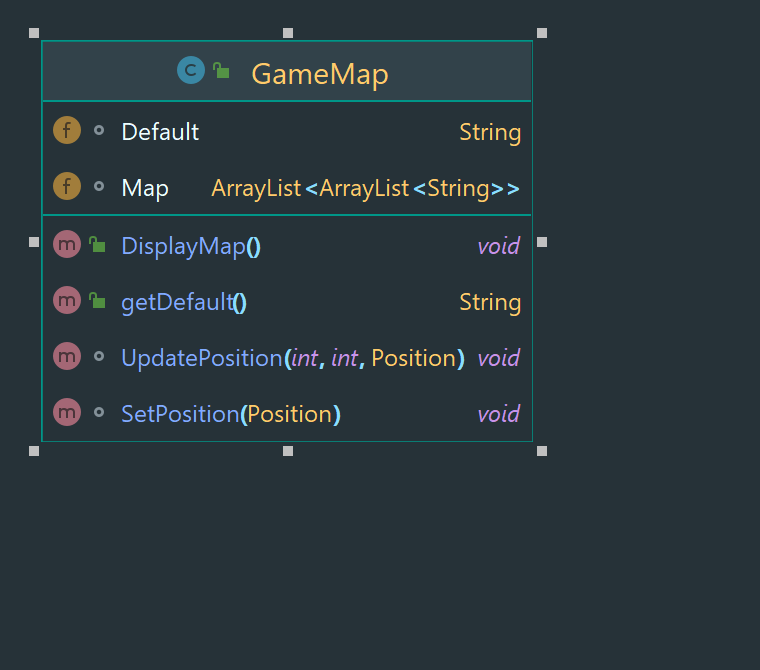 C GameMap
f Default String
f Map ArrayList<ArrayList<String>>
m DisplayMap() void
m getDefault() String
m UpdatePosition(int, int, Position) void
m SetPosition(Position) void